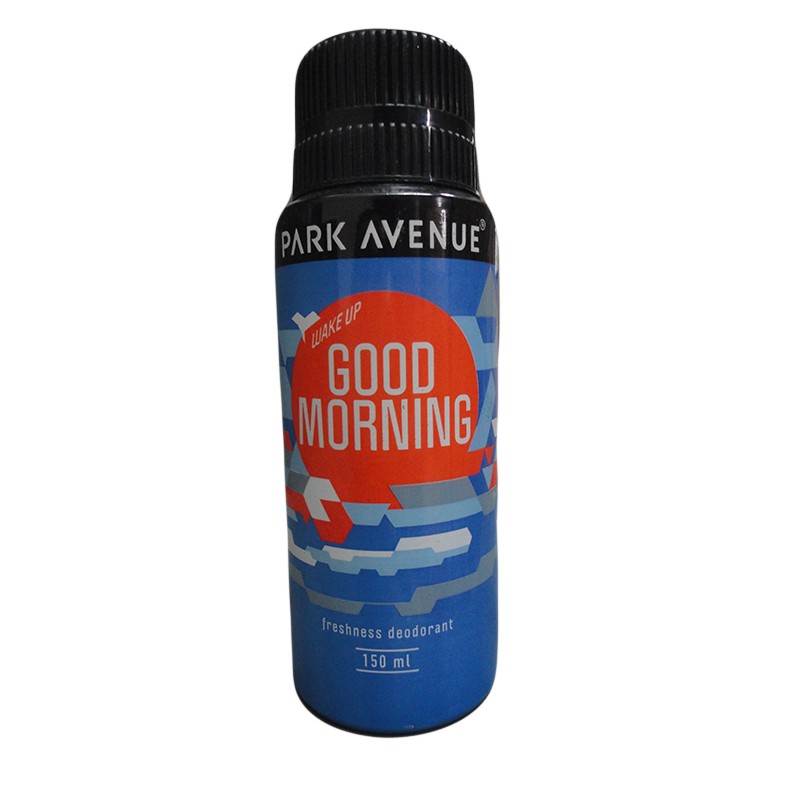 PARK AVENUE®
WAKE UP
GOOD
MORNING
freshness deodorant
150 ml